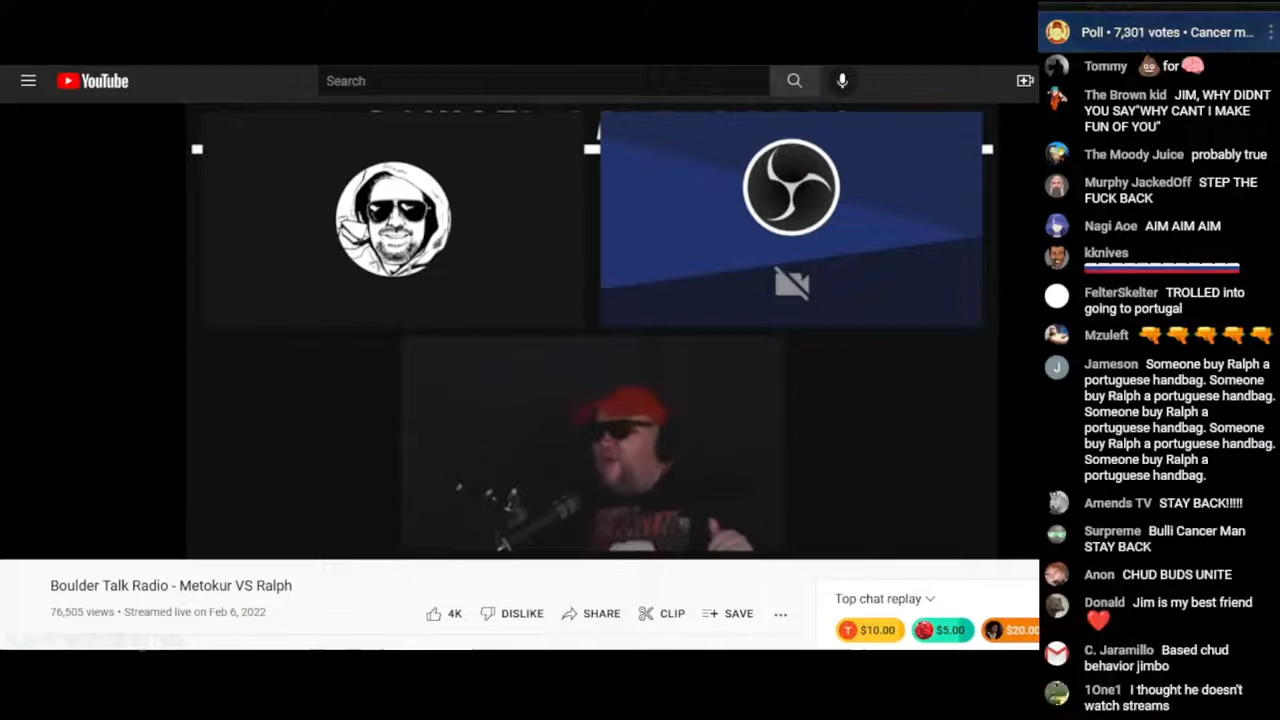 Poll • 7,301 votes • Cancer m...
YouTube
Search
Tommy 💩 for 🧠
The Brown kid JIM, WHY DIDNT
YOU SAY"WHY CANT I MAKE
FUN OF YOU"
The Moody Juice probably true
Murphy JackedOff STEP THE
FUCK BACK
Nagi Aoe AIM AIM AIM
kknives
FelterSkelter TROLLED into
going to portugal
Mzuleft 🔫🔫🔫🔫🔫
J Jameson Someone buy Ralph a
portuguese handbag. Someone
buy Ralph a portuguese handbag.
Someone buy Ralph a
portuguese handbag. Someone
buy Ralph a portuguese handbag.
Someone buy Ralph a
portuguese handbag.
Amends TV STAY BACK!!!!
Surpreme Bulli Cancer Man
STAY BACK
Anon CHUD BUDS UNITE
Donald Jim is my best friend
❤️
C. Jaramillo Based chud
behavior jimbo
1One1 I thought he doesn't
watch streams
Boulder Talk Radio - Metokur VS Ralph
76,505 views • Streamed live on Feb 6, 2022
4K DISLIKE SHARE CLIP SAVE ...
Top chat replay
T $10.00 $5.00 $20.00